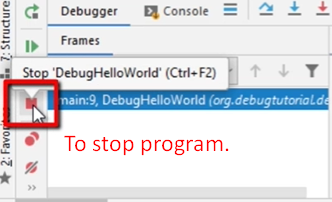 Debugger
Console
Frames
Stop 'DebugHelloWorld' (Ctrl+F2)
main:9, DebugHelloWorld (org.debugtutorial.de
To stop program.
7: Structure
2: Favorites